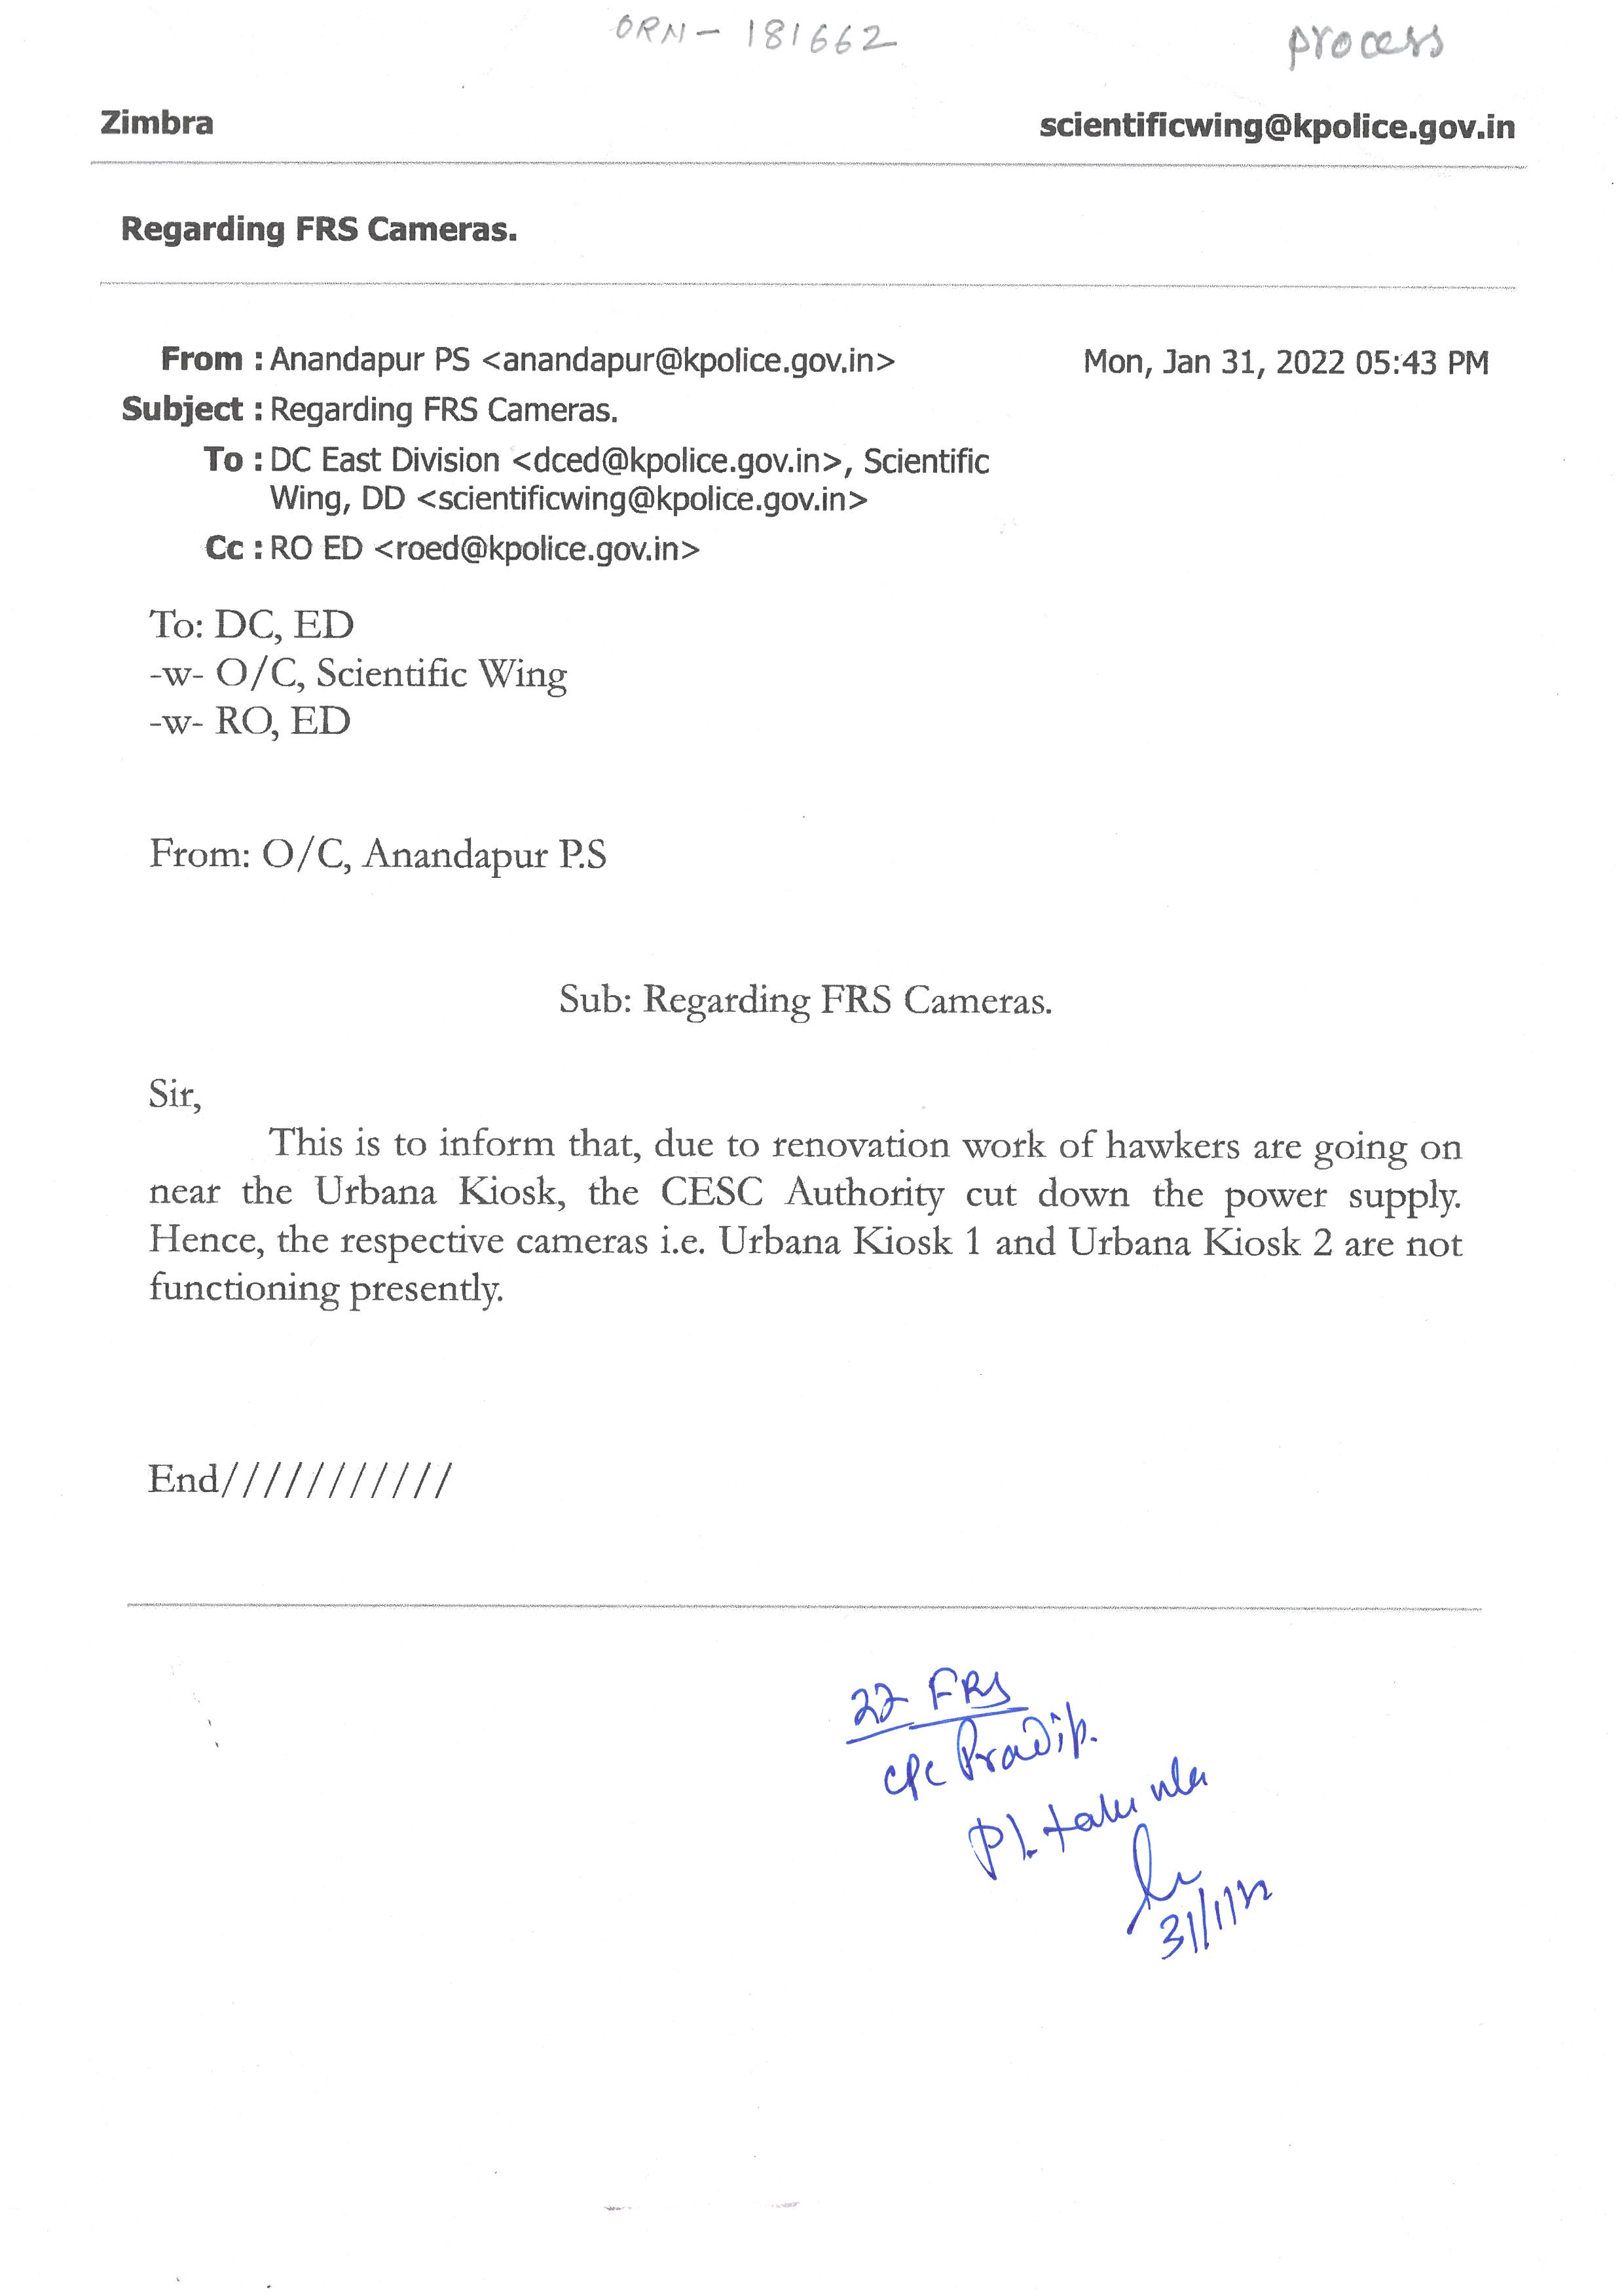 ORN - 181662 process
Zimbra scientificwing@kpolice.gov.in
Regarding FRS Cameras.
From : Anandapur PS <anandapur@kpolice.gov.in> Mon, Jan 31, 2022 05:43 PM
Subject : Regarding FRS Cameras.
To : DC East Division <dced@kpolice.gov.in>, Scientific
Wing, DD <scientificwing@kpolice.gov.in>
Cc : RO ED <roed@kpolice.gov.in>
To: DC, ED
-w- O/C, Scientific Wing
-w- RO, ED
From: O/C, Anandapur P.S
Sub: Regarding FRS Cameras.
Sir,
This is to inform that, due to renovation work of hawkers are going on
near the Urbana Kiosk, the CESC Authority cut down the power supply.
Hence, the respective cameras i.e. Urbana Kiosk 1 and Urbana Kiosk 2 are not
functioning presently.
End///////////
FRS
Pradip.
Pl. take
31/1/22